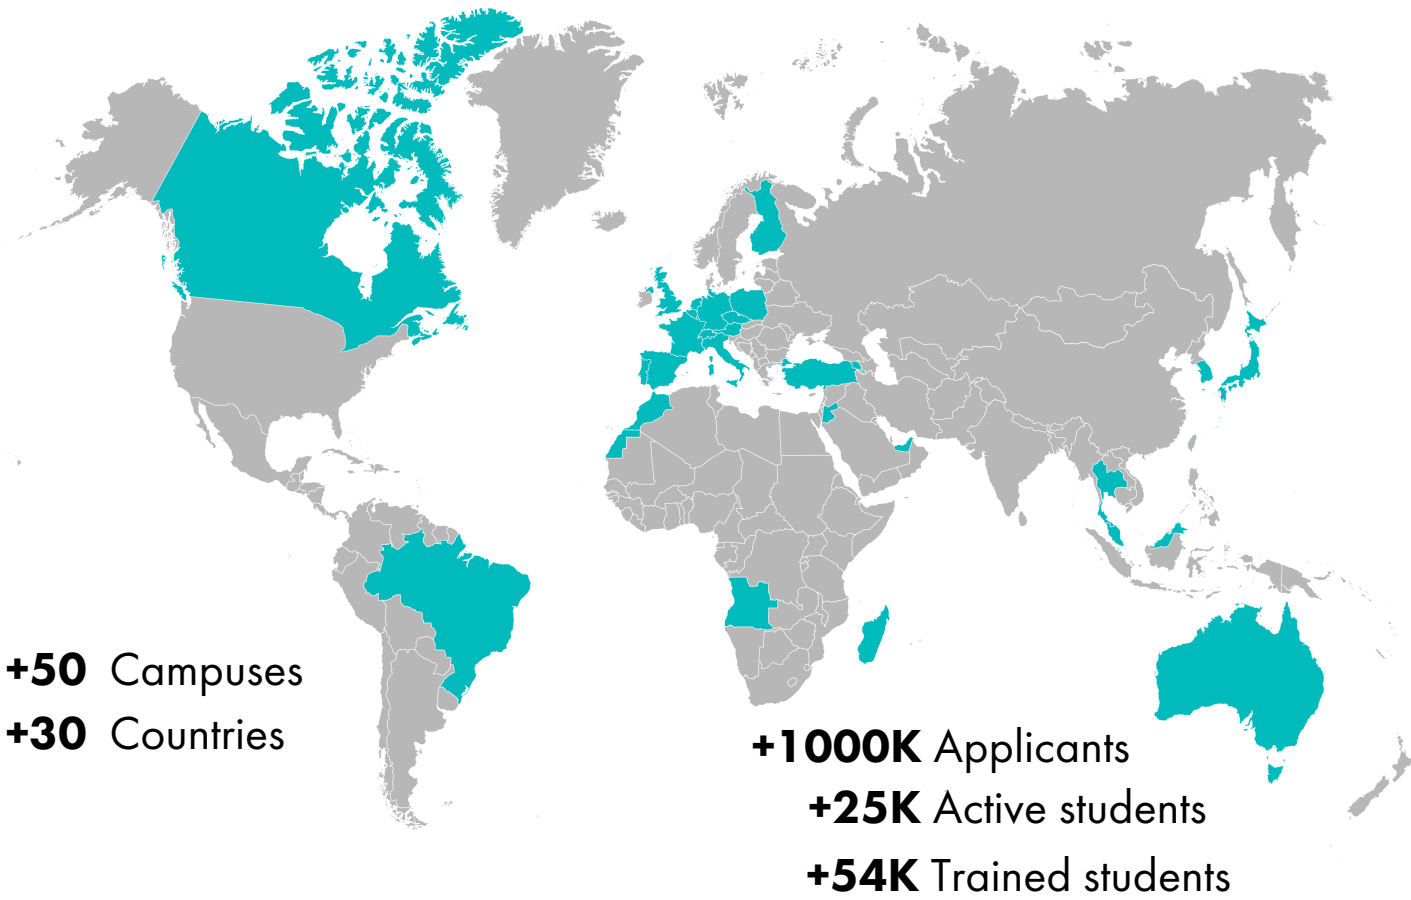 +50 Campuses
+30 Countries
+1000K Applicants
+25K Active students
+54K Trained students